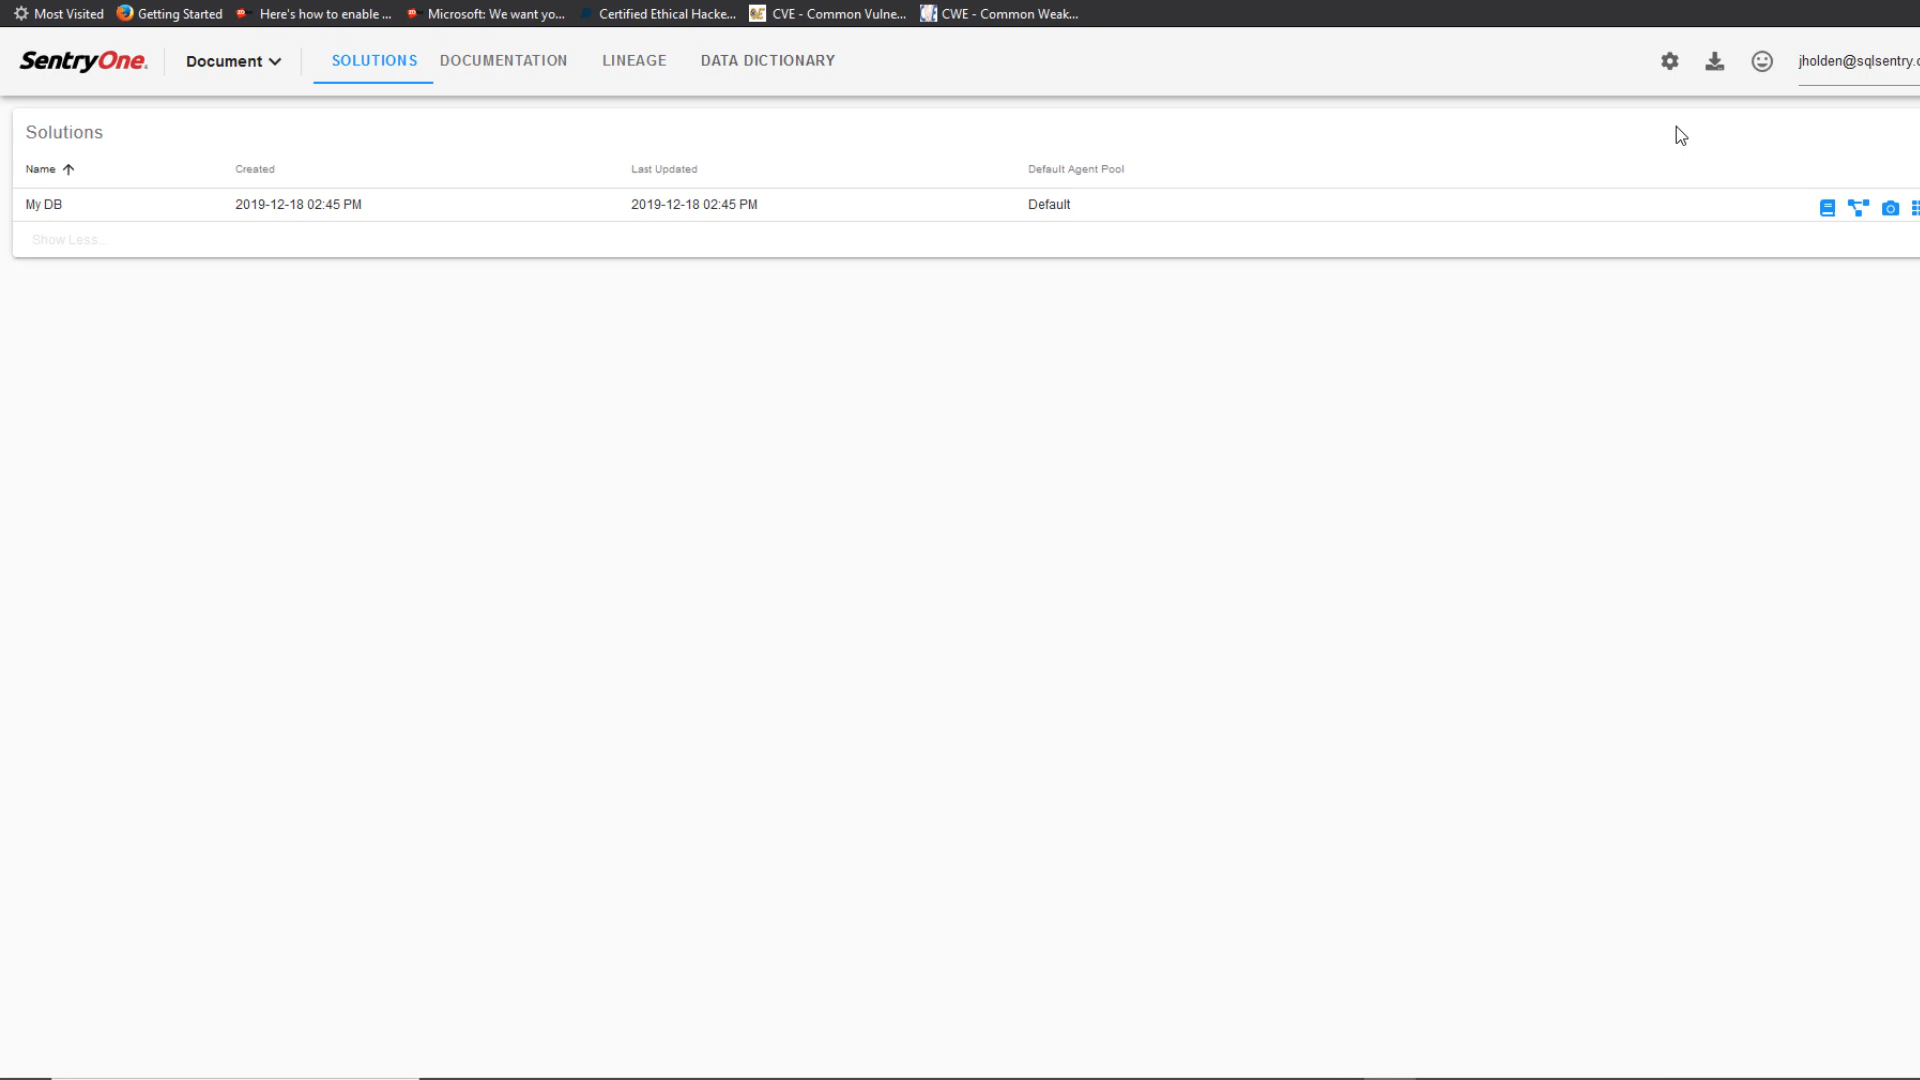 Most Visited Getting Started Here's how to enable ... Microsoft: We want yo... Certified Ethical Hacke... CVE - Common Vulne... CWE - Common Weak...
SentryOne. Document SOLUTIONS DOCUMENTATION LINEAGE DATA DICTIONARY jholden@sqlsentry.c
Solutions
Name Created Last Updated Default Agent Pool
My DB 2019-12-18 02:45 PM 2019-12-18 02:45 PM Default
Show Less...